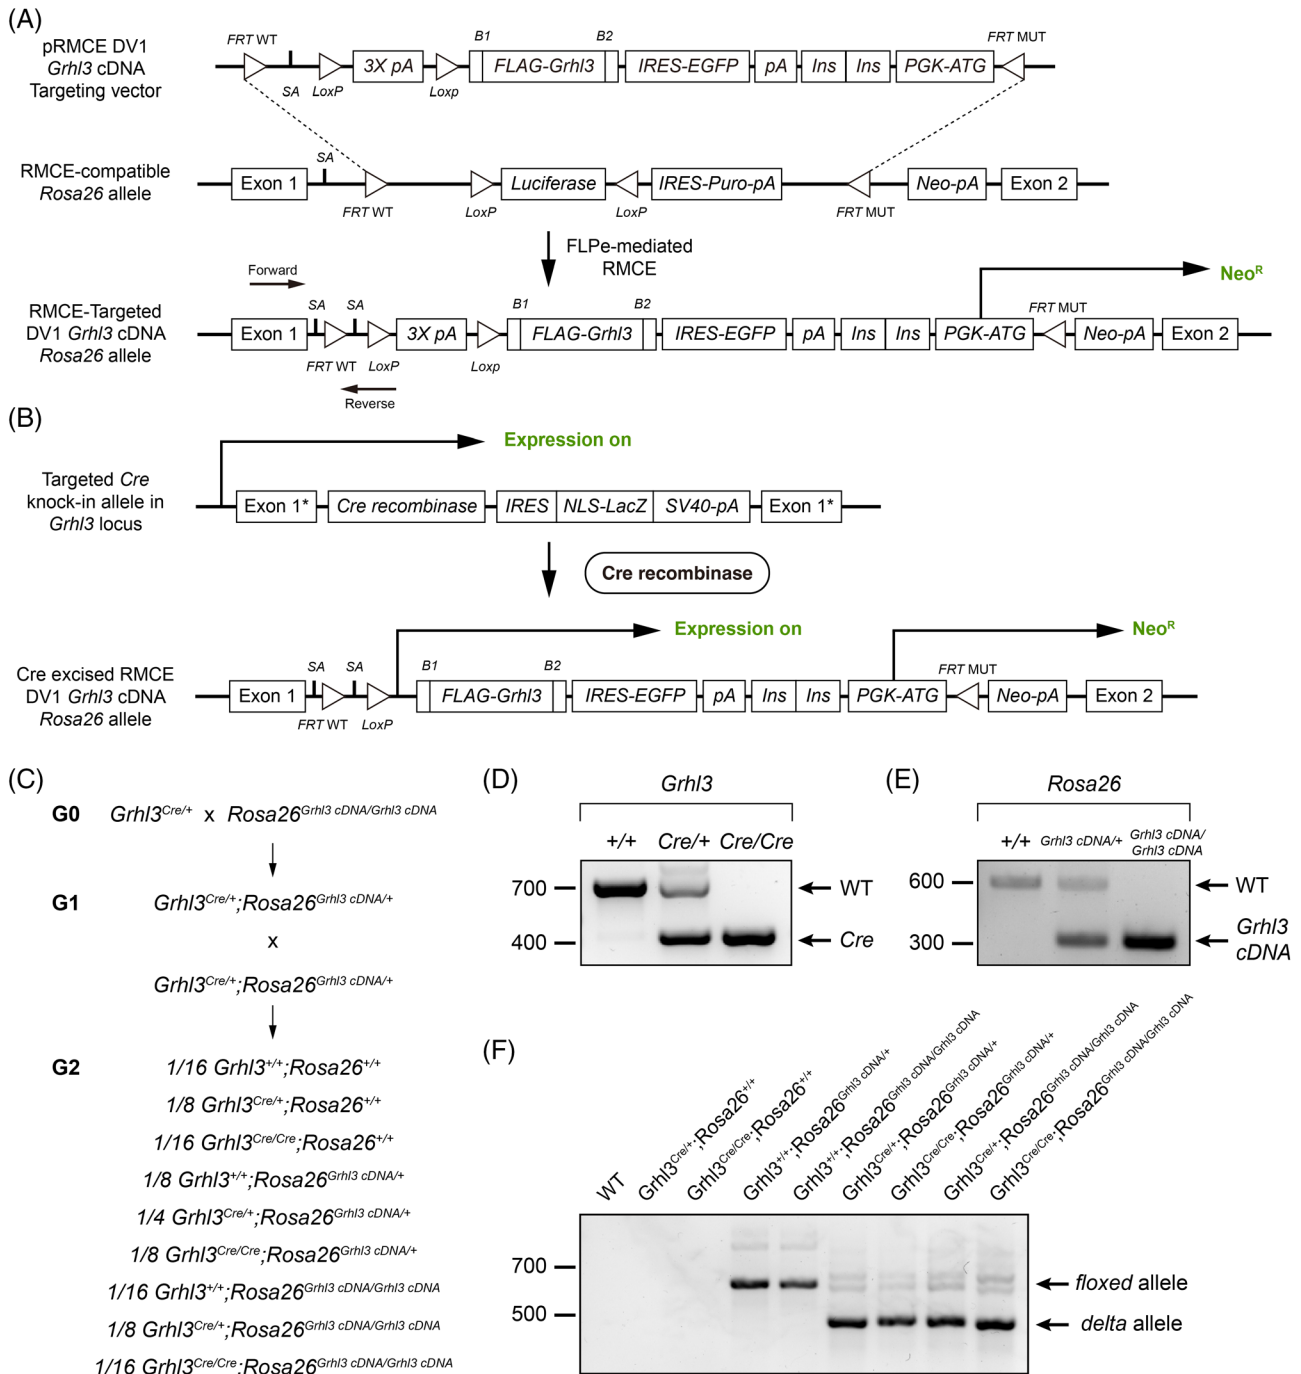 (A)
pRMCE DV1
Grhl3 cDNA
Targeting vector
FRT WT
SA
LoxP
3X pA
Loxp
B1
FLAG-Grhl3
B2
IRES-EGFP
pA
Ins
Ins
PGK-ATG
FRT MUT
RMCE-compatible
Rosa26 allele
Exon 1
SA
FRT WT
LoxP
Luciferase
LoxP
IRES-Puro-pA
FRT MUT
Neo-pA
Exon 2
FLPe-mediated
RMCE
Forward
NeoR
RMCE-Targeted
DV1 Grhl3 cDNA
Rosa26 allele
Exon 1
SA
SA
FRT WT
LoxP
3X pA
Loxp
B1
FLAG-Grhl3
B2
IRES-EGFP
pA
Ins
Ins
PGK-ATG
FRT MUT
Neo-pA
Exon 2
Reverse
(B)
Expression on
Targeted Cre
knock-in allele in
Grhl3 locus
Exon 1*
Cre recombinase
IRES
NLS-LacZ
SV40-pA
Exon 1*
Cre recombinase
Expression on
NeoR
Cre excised RMCE
DV1 Grhl3 cDNA
Rosa26 allele
Exon 1
SA
SA
FRT WT
LoxP
B1
FLAG-Grhl3
B2
IRES-EGFP
pA
Ins
Ins
PGK-ATG
FRT MUT
Neo-pA
Exon 2
(C)
G0 Grhl3Cre/+ x Rosa26Grhl3 cDNA/Grhl3 cDNA
G1 Grhl3Cre/+;Rosa26Grhl3 cDNA/+
x
Grhl3Cre/+;Rosa26Grhl3 cDNA/+
G2 1/16 Grhl3+/+;Rosa26+/+
1/8 Grhl3Cre/+;Rosa26+/+
1/16 Grhl3Cre/Cre;Rosa26+/+
1/8 Grhl3+/+;Rosa26Grhl3 cDNA/+
1/4 Grhl3Cre/+;Rosa26Grhl3 cDNA/+
1/8 Grhl3Cre/Cre;Rosa26Grhl3 cDNA/+
1/16 Grhl3+/+;Rosa26Grhl3 cDNA/Grhl3 cDNA
1/8 Grhl3Cre/+;Rosa26Grhl3 cDNA/Grhl3 cDNA
1/16 Grhl3Cre/Cre;Rosa26Grhl3 cDNA/Grhl3 cDNA
(D)
Grhl3
+/+ Cre/+ Cre/Cre
700
WT
400
Cre
(E)
Rosa26
+/+
Grhl3 cDNA/+
Grhl3 cDNA/
Grhl3 cDNA
600
WT
300
Grhl3
cDNA
(F)
WT
Grhl3Cre/+;Rosa26+/+
Grhl3Cre/Cre;Rosa26+/+
Grhl3+/+;Rosa26Grhl3 cDNA/+
Grhl3+/+;Rosa26Grhl3 cDNA/Grhl3 cDNA
Grhl3Cre/+;Rosa26Grhl3 cDNA/+
Grhl3Cre/Cre;Rosa26Grhl3 cDNA/+
Grhl3Cre/+;Rosa26Grhl3 cDNA/Grhl3 cDNA
Grhl3Cre/Cre;Rosa26Grhl3 cDNA/Grhl3 cDNA
700
500
floxed allele
delta allele